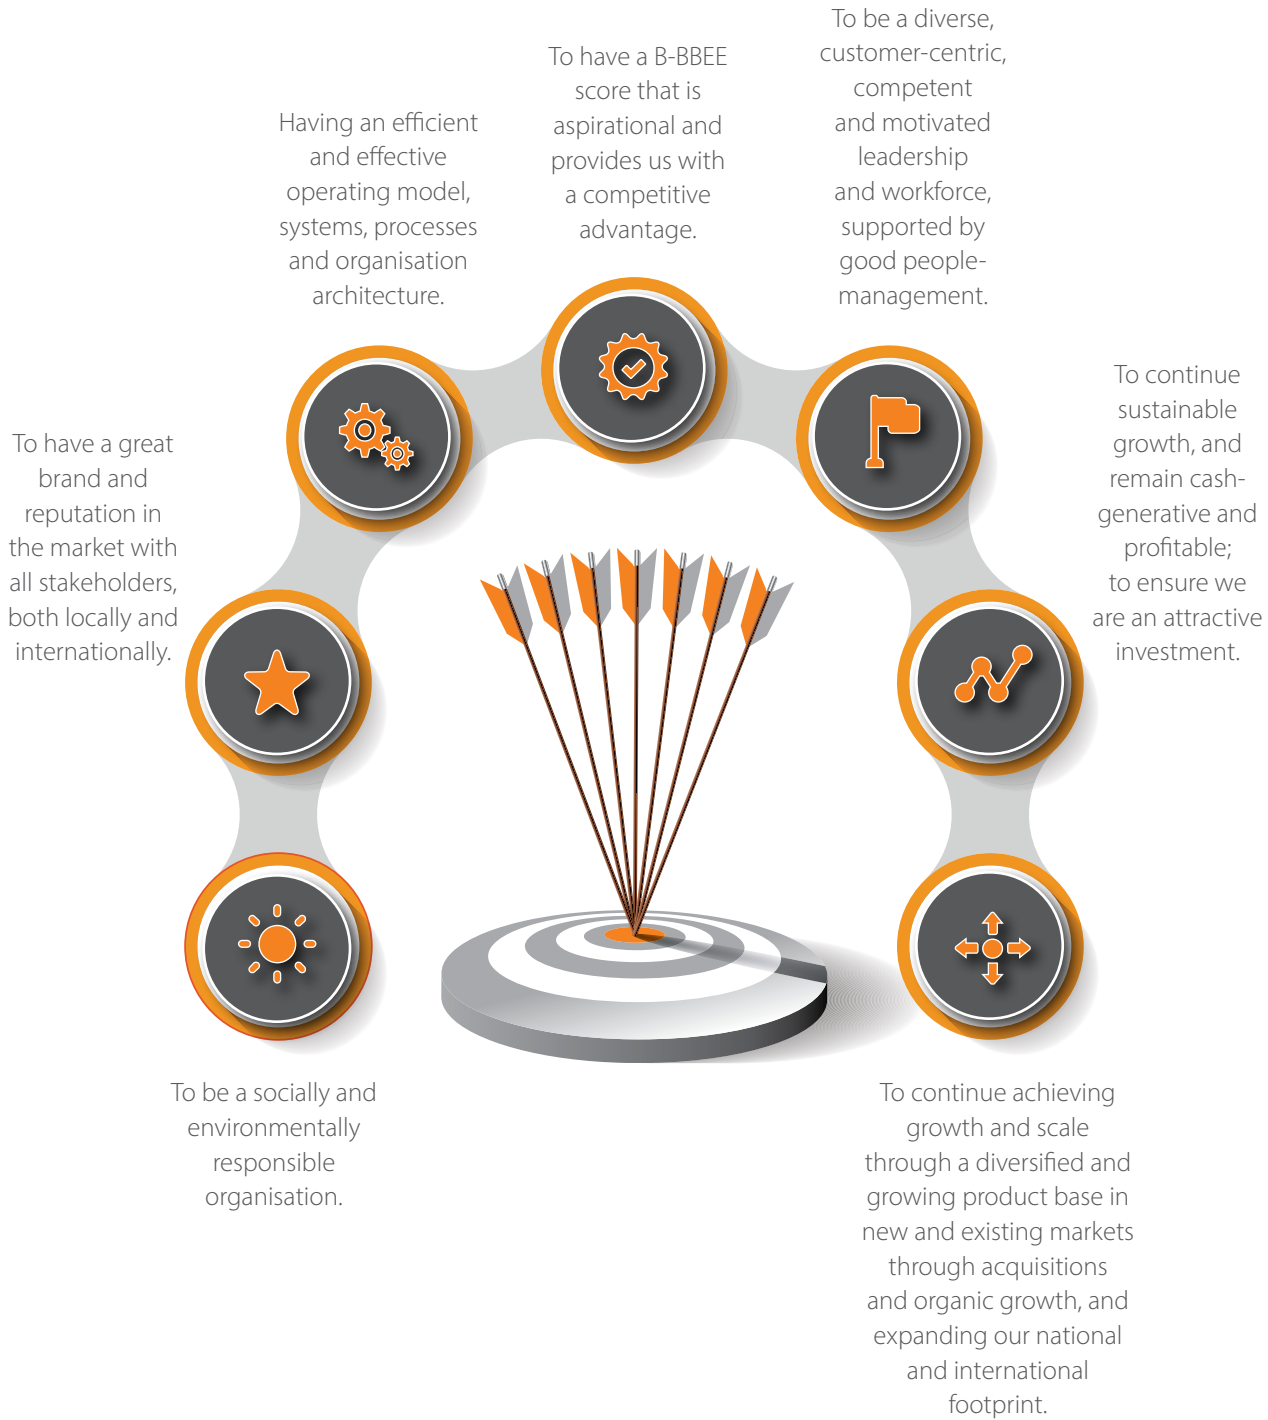 To be a socially and
environmentally
responsible
organisation.
To have a great
brand and
reputation in
the market with
all stakeholders,
both locally and
internationally.
Having an efficient
and effective
operating model,
systems, processes
and organisation
architecture.
To have a B-BBEE
score that is
aspirational and
provides us with
a competitive
advantage.
To be a diverse,
customer-centric,
competent
and motivated
leadership
and workforce,
supported by
good people-
management.
To continue
sustainable
growth, and
remain cash-
generative and
profitable;
to ensure we
are an attractive
investment.
To continue achieving
growth and scale
through a diversified and
growing product base in
new and existing markets
through acquisitions
and organic growth, and
expanding our national
and international
footprint.